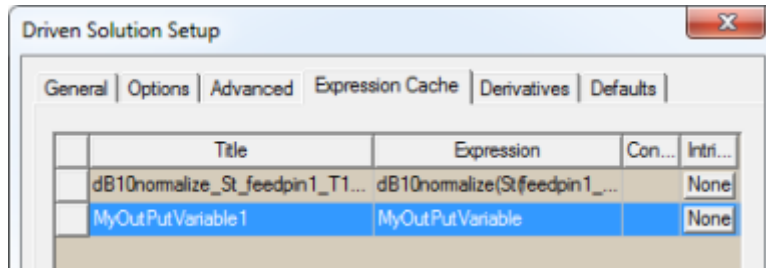 Driven Solution Setup
General Options Advanced Expression Cache Derivatives Defaults
Title Expression Con... Intri...
dB10normalize_St_feedpin1_T1... dB10normalize(St(feedpin1_... None
MyOutPutVariable1 MyOutPutVariable None